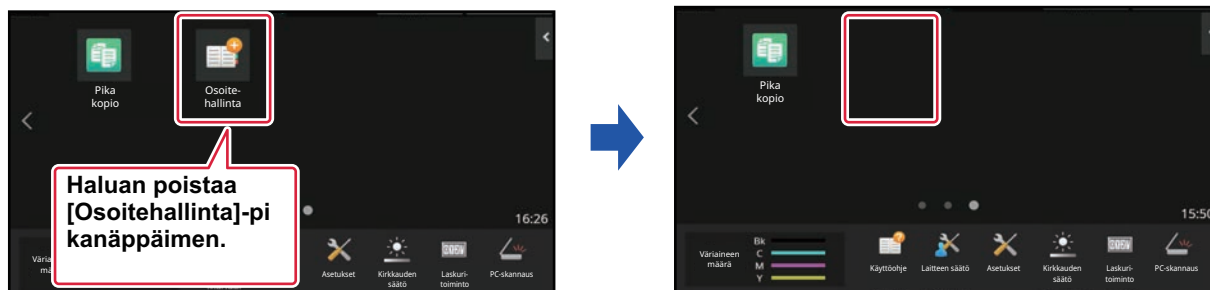 Pika
kopio
Osoite-
hallinta
Haluan poistaa
[Osoitehallinta]-pi
kanäppäimen.
16:26
Asetukset
Kirkkauden
säätö
Laskuri-
toiminto
PC-skannaus
Pika
kopio
15:50
Väriaineen
määrä
Bk
C
M
Y
Käyttöohje
Laitteen säätö
Asetukset
Kirkkauden
säätö
Laskuri-
toiminto
PC-skannaus